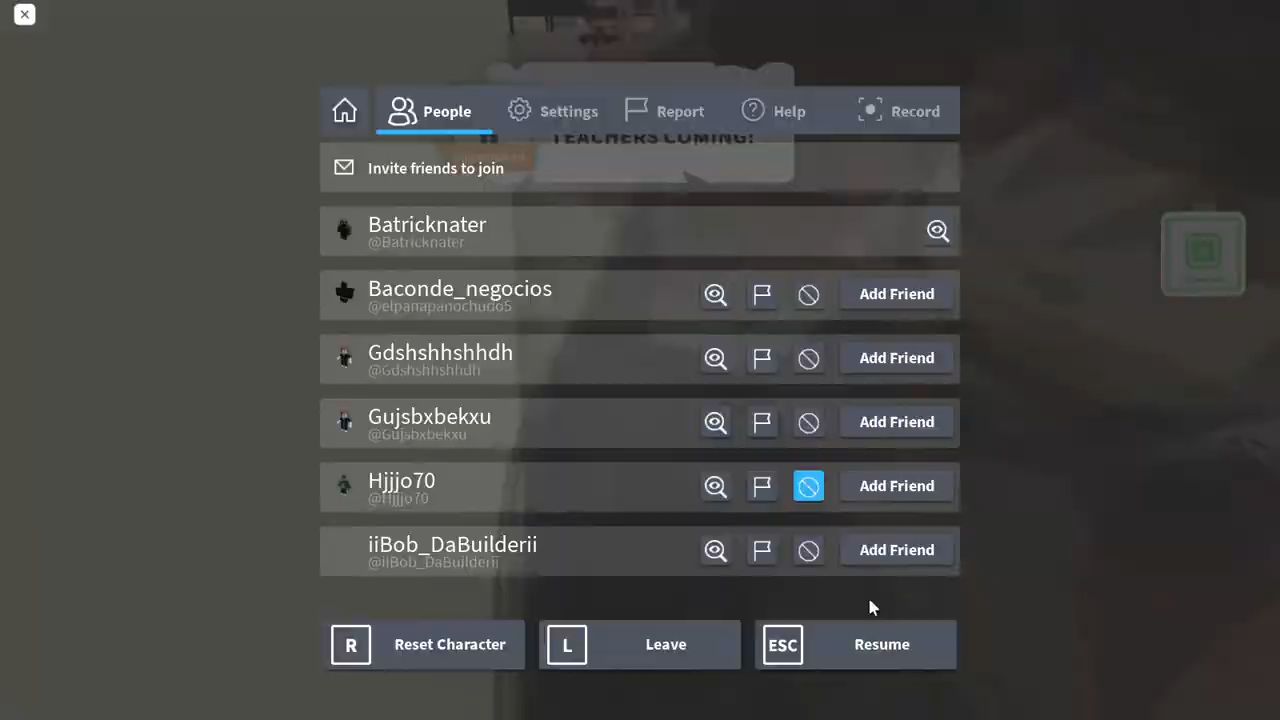 People
Settings
Report
Help
Record
TEACHERS COMING!
Invite friends to join
Batricknater
@Batricknater
Baconde_negocios
@elpanapanochudo5
Add Friend
Gdshshhshhdh
@Gdshshhshhdh
Add Friend
Gujsbxbekxu
@Gujsbxbekxu
Add Friend
Hjjjo70
@Hjjjo70
Add Friend
iiBob_DaBuilderii
@iiBob_DaBuilderii
Add Friend
R Reset Character
L Leave
ESC Resume